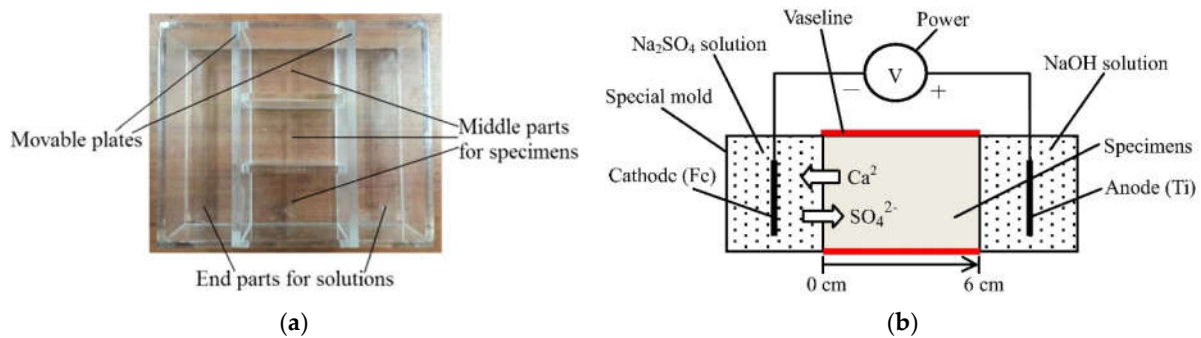 Movable plates
Middle parts
for specimens
End parts for solutions
(a)
Vaseline
Power
Na₂SO₄ solution
NaOH solution
V
− +
Special mold
Specimens
Cathode (Fe)
Ca²
Anode (Ti)
SO₄²⁻
0 cm
6 cm
(b)